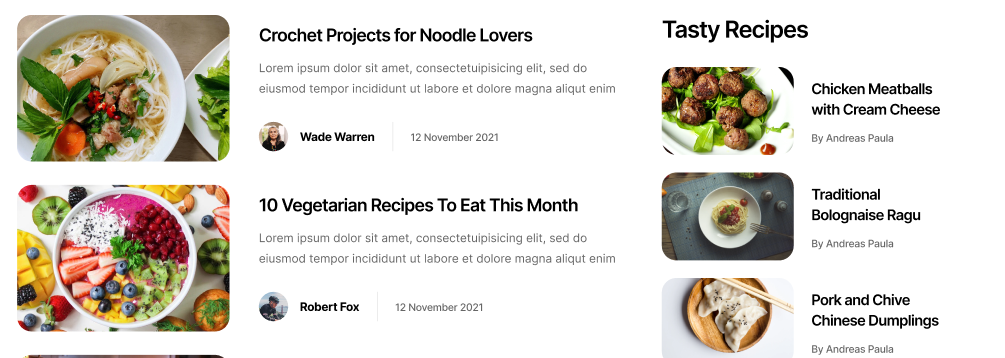 Crochet Projects for Noodle Lovers
Lorem ipsum dolor sit amet, consectetuipisicing elit, sed do
eiusmod tempor incididunt ut labore et dolore magna aliqut enim
Wade Warren
12 November 2021
10 Vegetarian Recipes To Eat This Month
Lorem ipsum dolor sit amet, consectetuipisicing elit, sed do
eiusmod tempor incididunt ut labore et dolore magna aliqut enim
Robert Fox
12 November 2021
Tasty Recipes
Chicken Meatballs
with Cream Cheese
By Andreas Paula
Traditional
Bolognaise Ragu
By Andreas Paula
Pork and Chive
Chinese Dumplings
By Andreas Paula